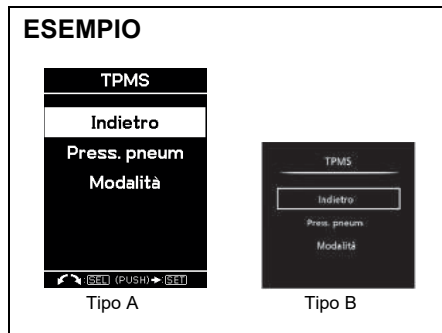 ESEMPIO
TPMS
Indietro
Press. pneum
Modalità
:SEL (PUSH)➔:SET
Tipo A
TPMS
Indietro
Press. pneum
Modalità
Tipo B